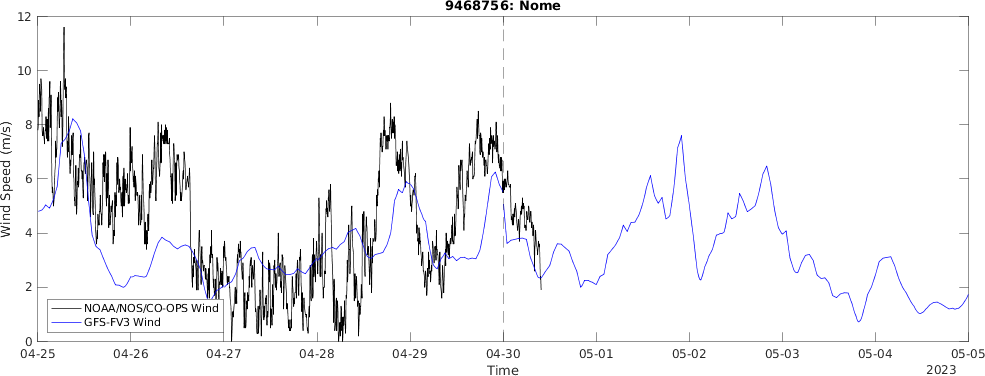 9468756: Nome
12
10
8
6
4
2
0
Wind Speed (m/s)
NOAA/NOS/CO-OPS Wind
GFS-FV3 Wind
04-25 04-26 04-27 04-28 04-29 04-30 05-01 05-02 05-03 05-04 05-05
Time
2023